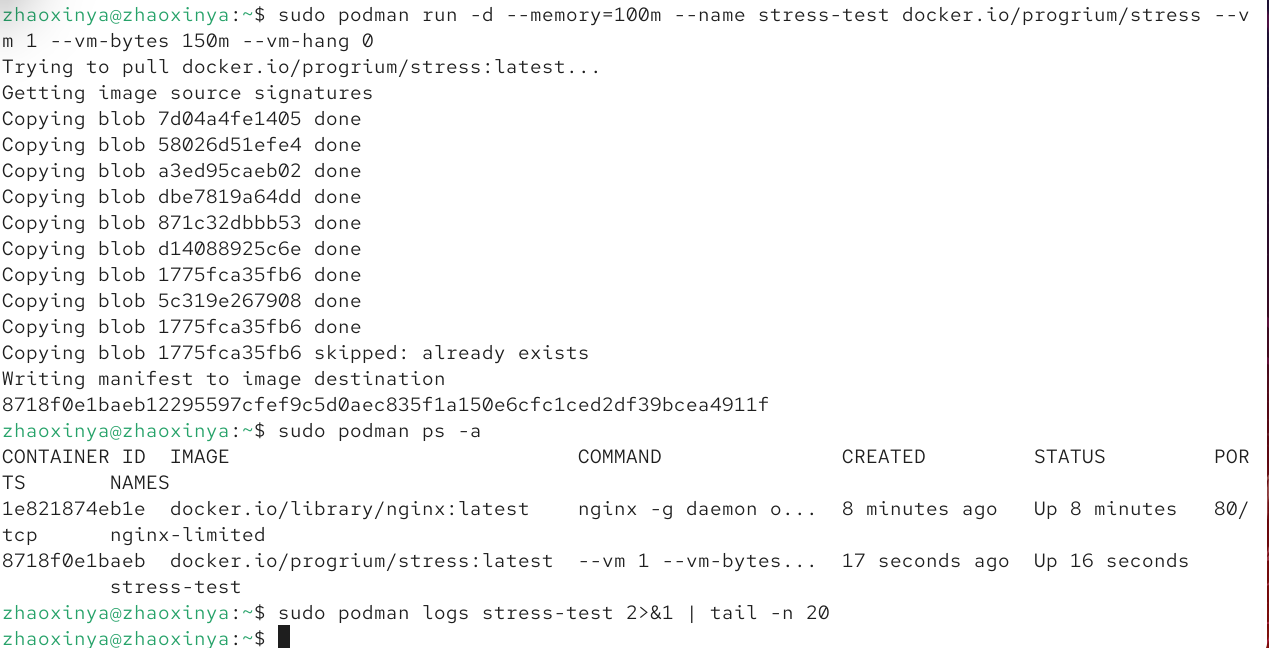 zhaoxinya@zhaoxinya:~$ sudo podman run -d --memory=100m --name stress-test docker.io/progrium/stress --v
m 1 --vm-bytes 150m --vm-hang 0
Trying to pull docker.io/progrium/stress:latest...
Getting image source signatures
Copying blob 7d04a4fe1405 done
Copying blob 58026d51efe4 done
Copying blob a3ed95caeb02 done
Copying blob dbe7819a64dd done
Copying blob 871c32dbbb53 done
Copying blob d14088925c6e done
Copying blob 1775fca35fb6 done
Copying blob 5c319e267908 done
Copying blob 1775fca35fb6 done
Copying blob 1775fca35fb6 skipped: already exists
Writing manifest to image destination
8718f0e1baeb12295597cfef9c5d0aec835f1a150e6cfc1ced2df39bcea4911f
zhaoxinya@zhaoxinya:~$ sudo podman ps -a
CONTAINER ID  IMAGE                             COMMAND               CREATED         STATUS         POR
TS       NAMES
1e821874eb1e  docker.io/library/nginx:latest    nginx -g daemon o...  8 minutes ago   Up 8 minutes   80/
tcp      nginx-limited
8718f0e1baeb  docker.io/progrium/stress:latest  --vm 1 --vm-bytes...  17 seconds ago  Up 16 seconds
         stress-test
zhaoxinya@zhaoxinya:~$ sudo podman logs stress-test 2>&1 | tail -n 20
zhaoxinya@zhaoxinya:~$